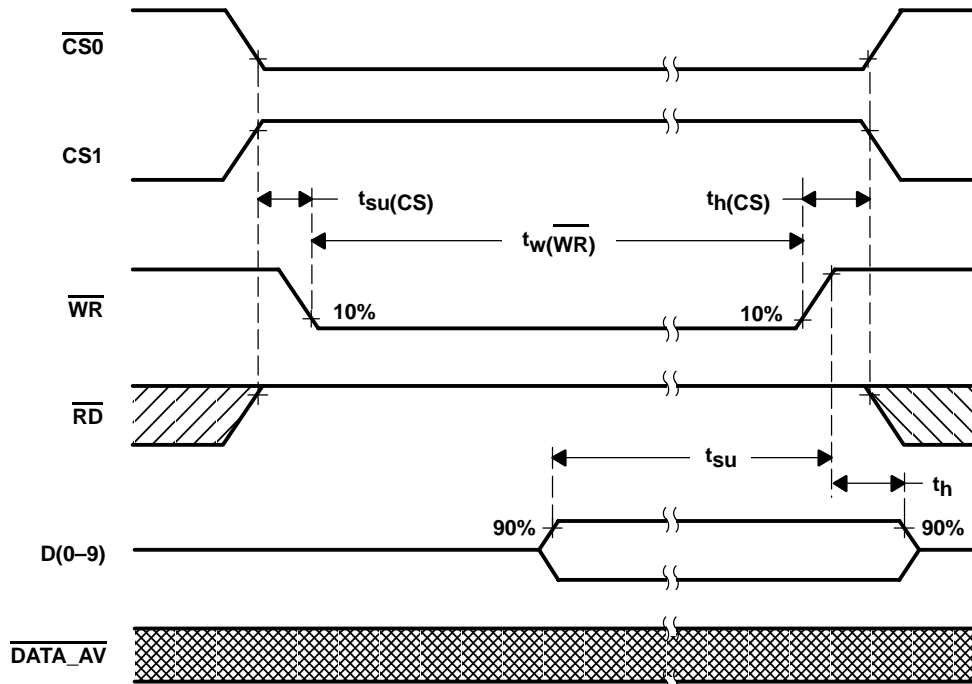 CS0
CS1
tsu(CS)
th(CS)
tw(WR)
WR
10%
10%
RD
tsu
th
90%
90%
D(0–9)
DATA_AV